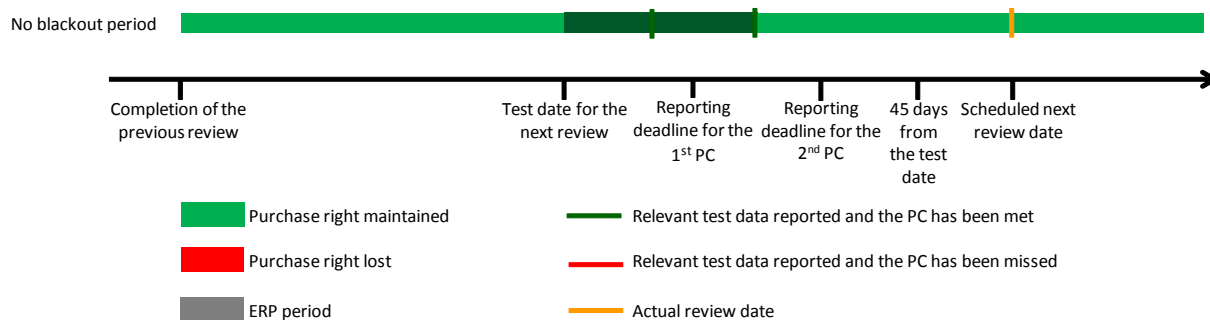 No blackout period
Completion of the
previous review
Test date for the
next review
Reporting
deadline for the
1st PC
Reporting
deadline for the
2nd PC
45 days
from
the test
date
Scheduled next
review date
Purchase right maintained
Relevant test data reported and the PC has been met
Purchase right lost
Relevant test data reported and the PC has been missed
ERP period
Actual review date